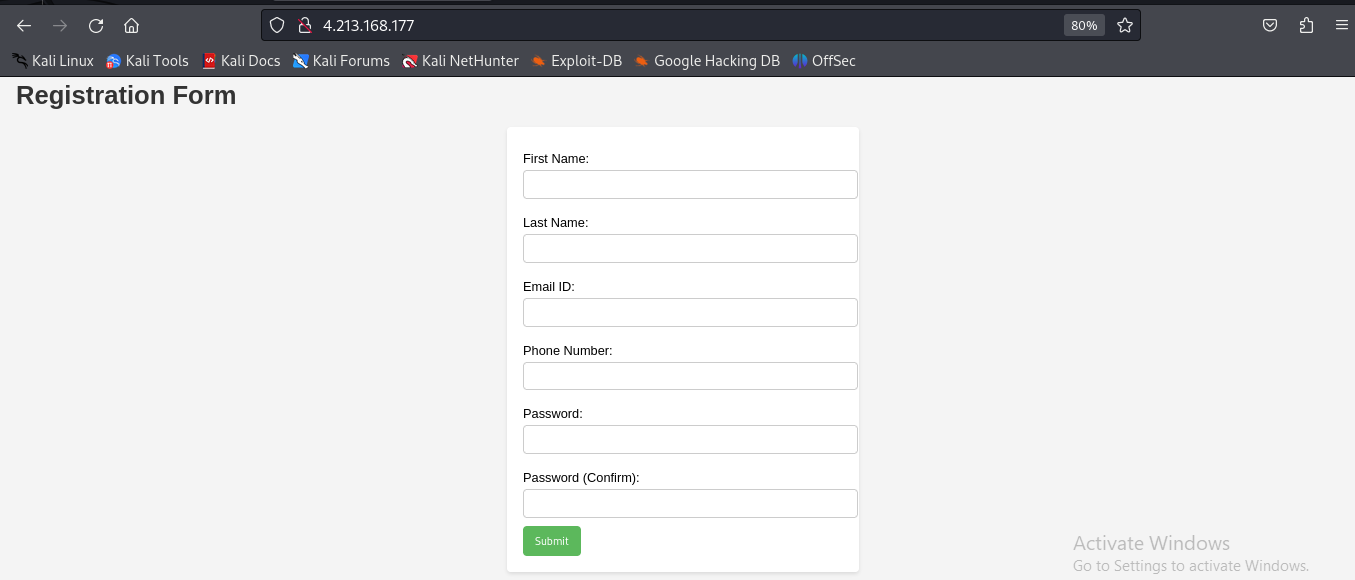 4.213.168.177
80%
Kali Linux Kali Tools Kali Docs Kali Forums Kali NetHunter Exploit-DB Google Hacking DB OffSec
Registration Form
First Name:
Last Name:
Email ID:
Phone Number:
Password:
Password (Confirm):
Submit
Activate Windows
Go to Settings to activate Windows.